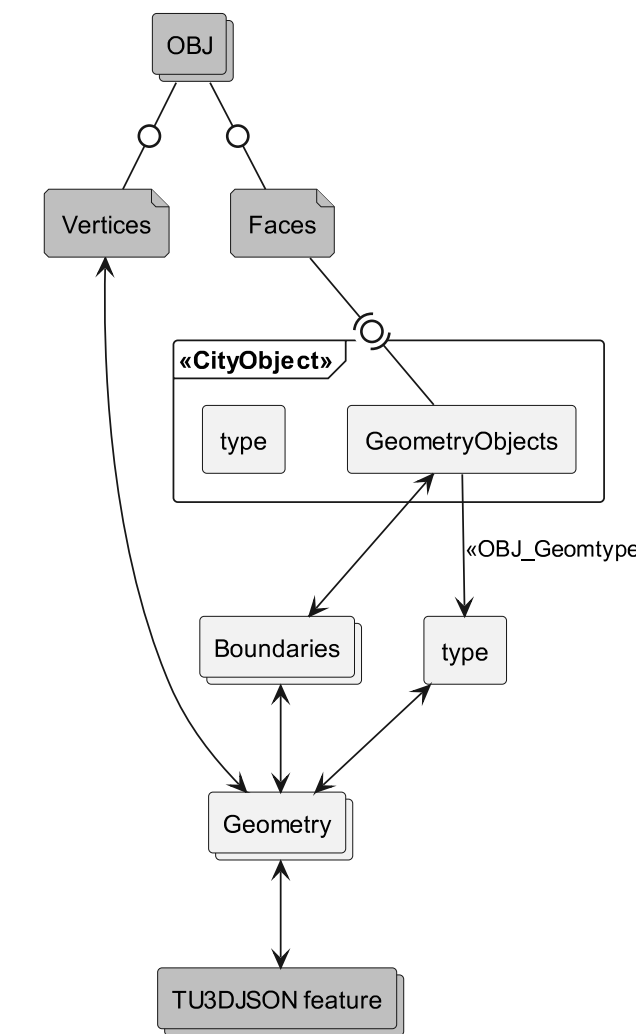 OBJ
Vertices
Faces
«CityObject»
type
GeometryObjects
«OBJ_Geomtype
Boundaries
type
Geometry
TU3DJSON feature